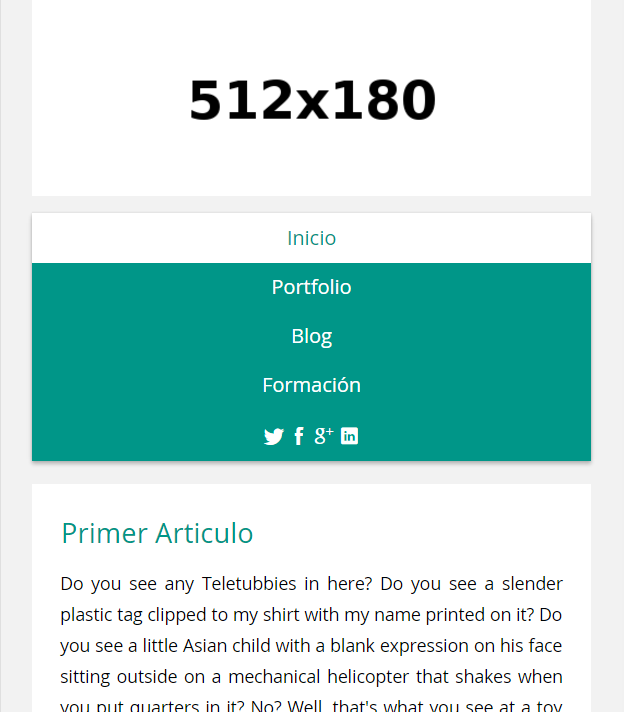 512x180
Inicio
Portfolio
Blog
Formación
Primer Articulo
Do you see any Teletubbies in here? Do you see a slender
plastic tag clipped to my shirt with my name printed on it? Do
you see a little Asian child with a blank expression on his face
sitting outside on a mechanical helicopter that shakes when
you put quarters in it? No? Well, that's what you see at a toy